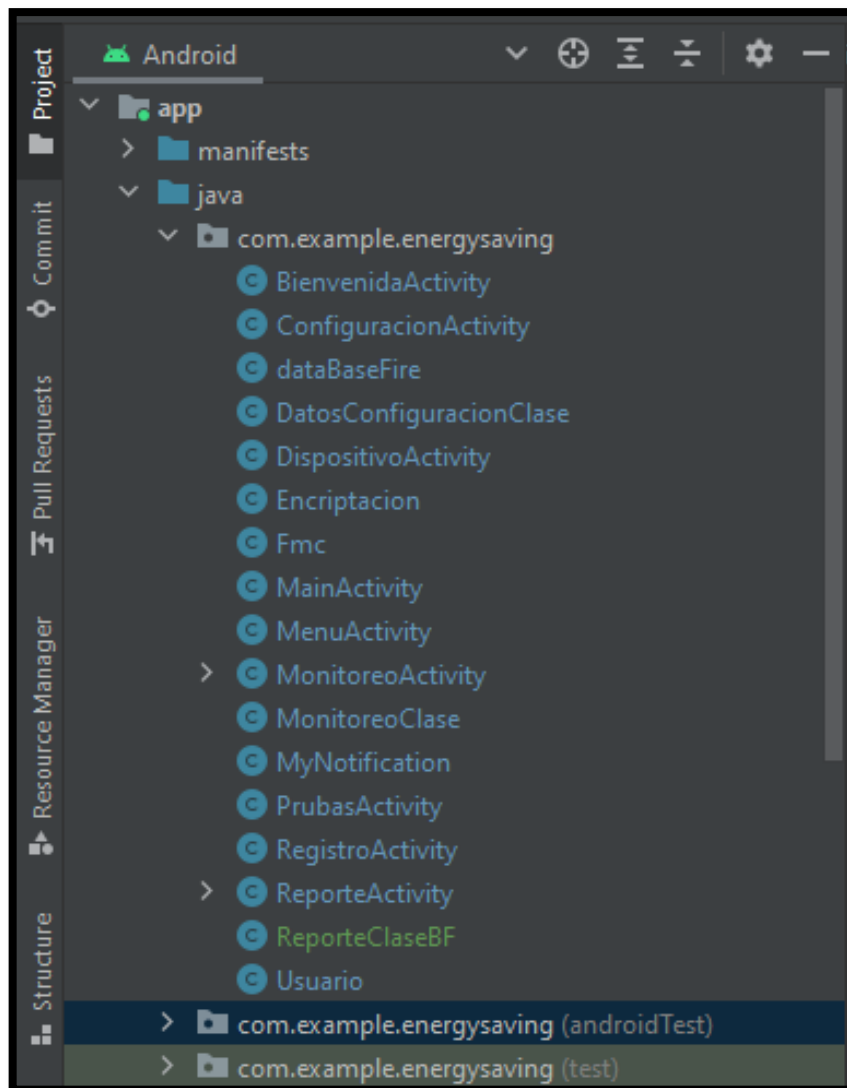 Android
app
manifests
java
com.example.energysaving
BienvenidaActivity
ConfiguracionActivity
dataBaseFire
DatosConfiguracionClase
DispositivoActivity
Encriptacion
Fmc
MainActivity
MenuActivity
MonitoreoActivity
MonitoreoClase
MyNotification
PrubasActivity
RegistroActivity
ReporteActivity
ReporteClaseBF
Usuario
com.example.energysaving (androidTest)
com.example.energysaving (test)
Project
Commit
Pull Requests
Resource Manager
Structure